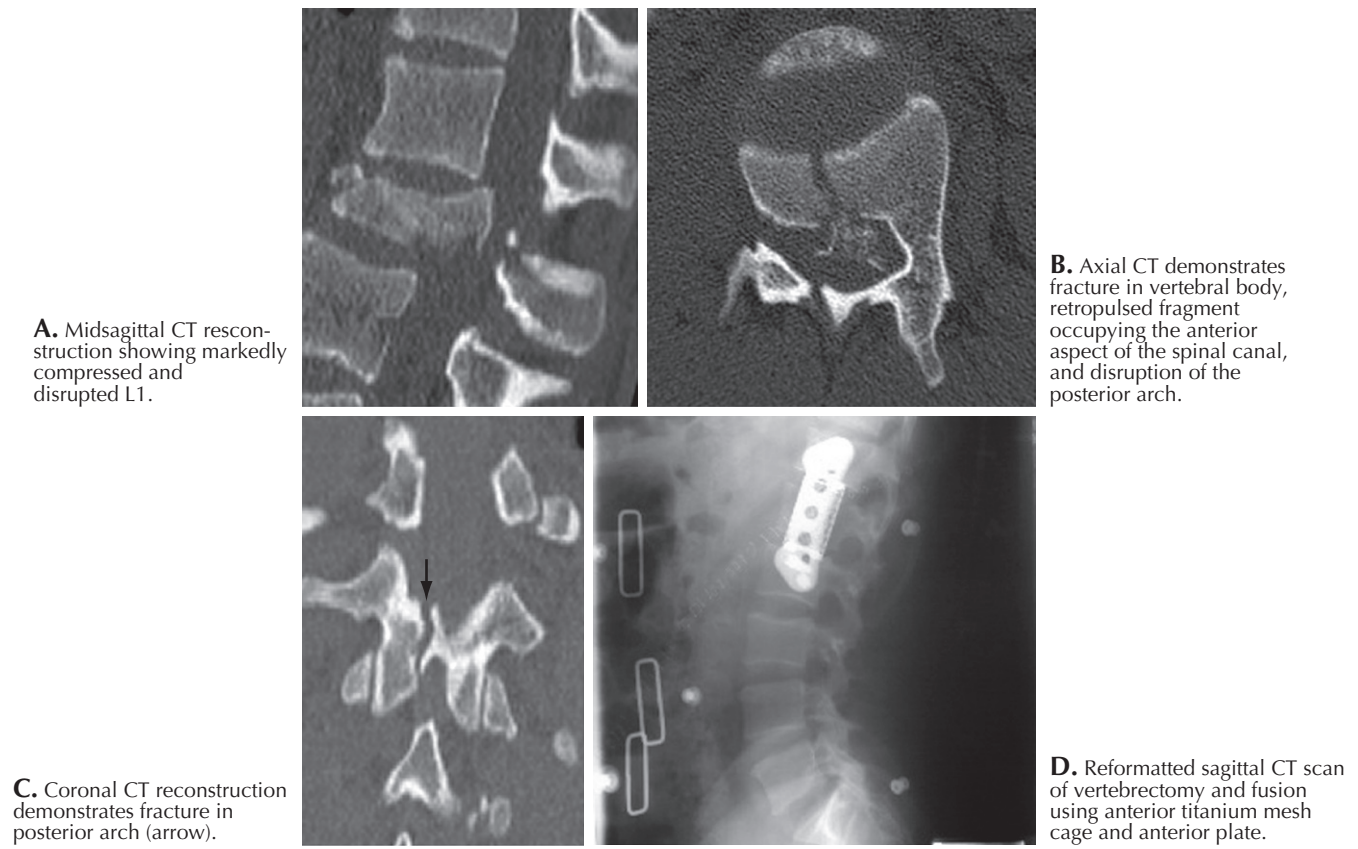 A. Midsagittal CT rescon-
struction showing markedly
compressed and
disrupted L1.
B. Axial CT demonstrates
fracture in vertebral body,
retropulsed fragment
occupying the anterior
aspect of the spinal canal,
and disruption of the
posterior arch.
C. Coronal CT reconstruction
demonstrates fracture in
posterior arch (arrow).
D. Reformatted sagittal CT scan
of vertebrectomy and fusion
using anterior titanium mesh
cage and anterior plate.